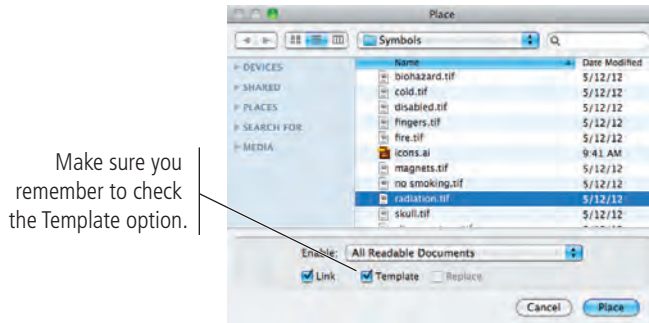 Place
Symbols
Name Date Modified
DEVICES
SHARED
PLACES
SEARCH FOR
MEDIA
biohazard.tif 5/12/12
cold.tif 5/12/12
disabled.tif 5/12/12
fingers.tif 5/12/12
fire.tif 5/12/12
icons.ai 9:41 AM
magnets.tif 5/12/12
no smoking.tif 5/12/12
radiation.tif 5/12/12
skull.tif 5/12/12
Make sure you
remember to check
the Template option.
Enable: All Readable Documents
Link Template Replace
Cancel Place